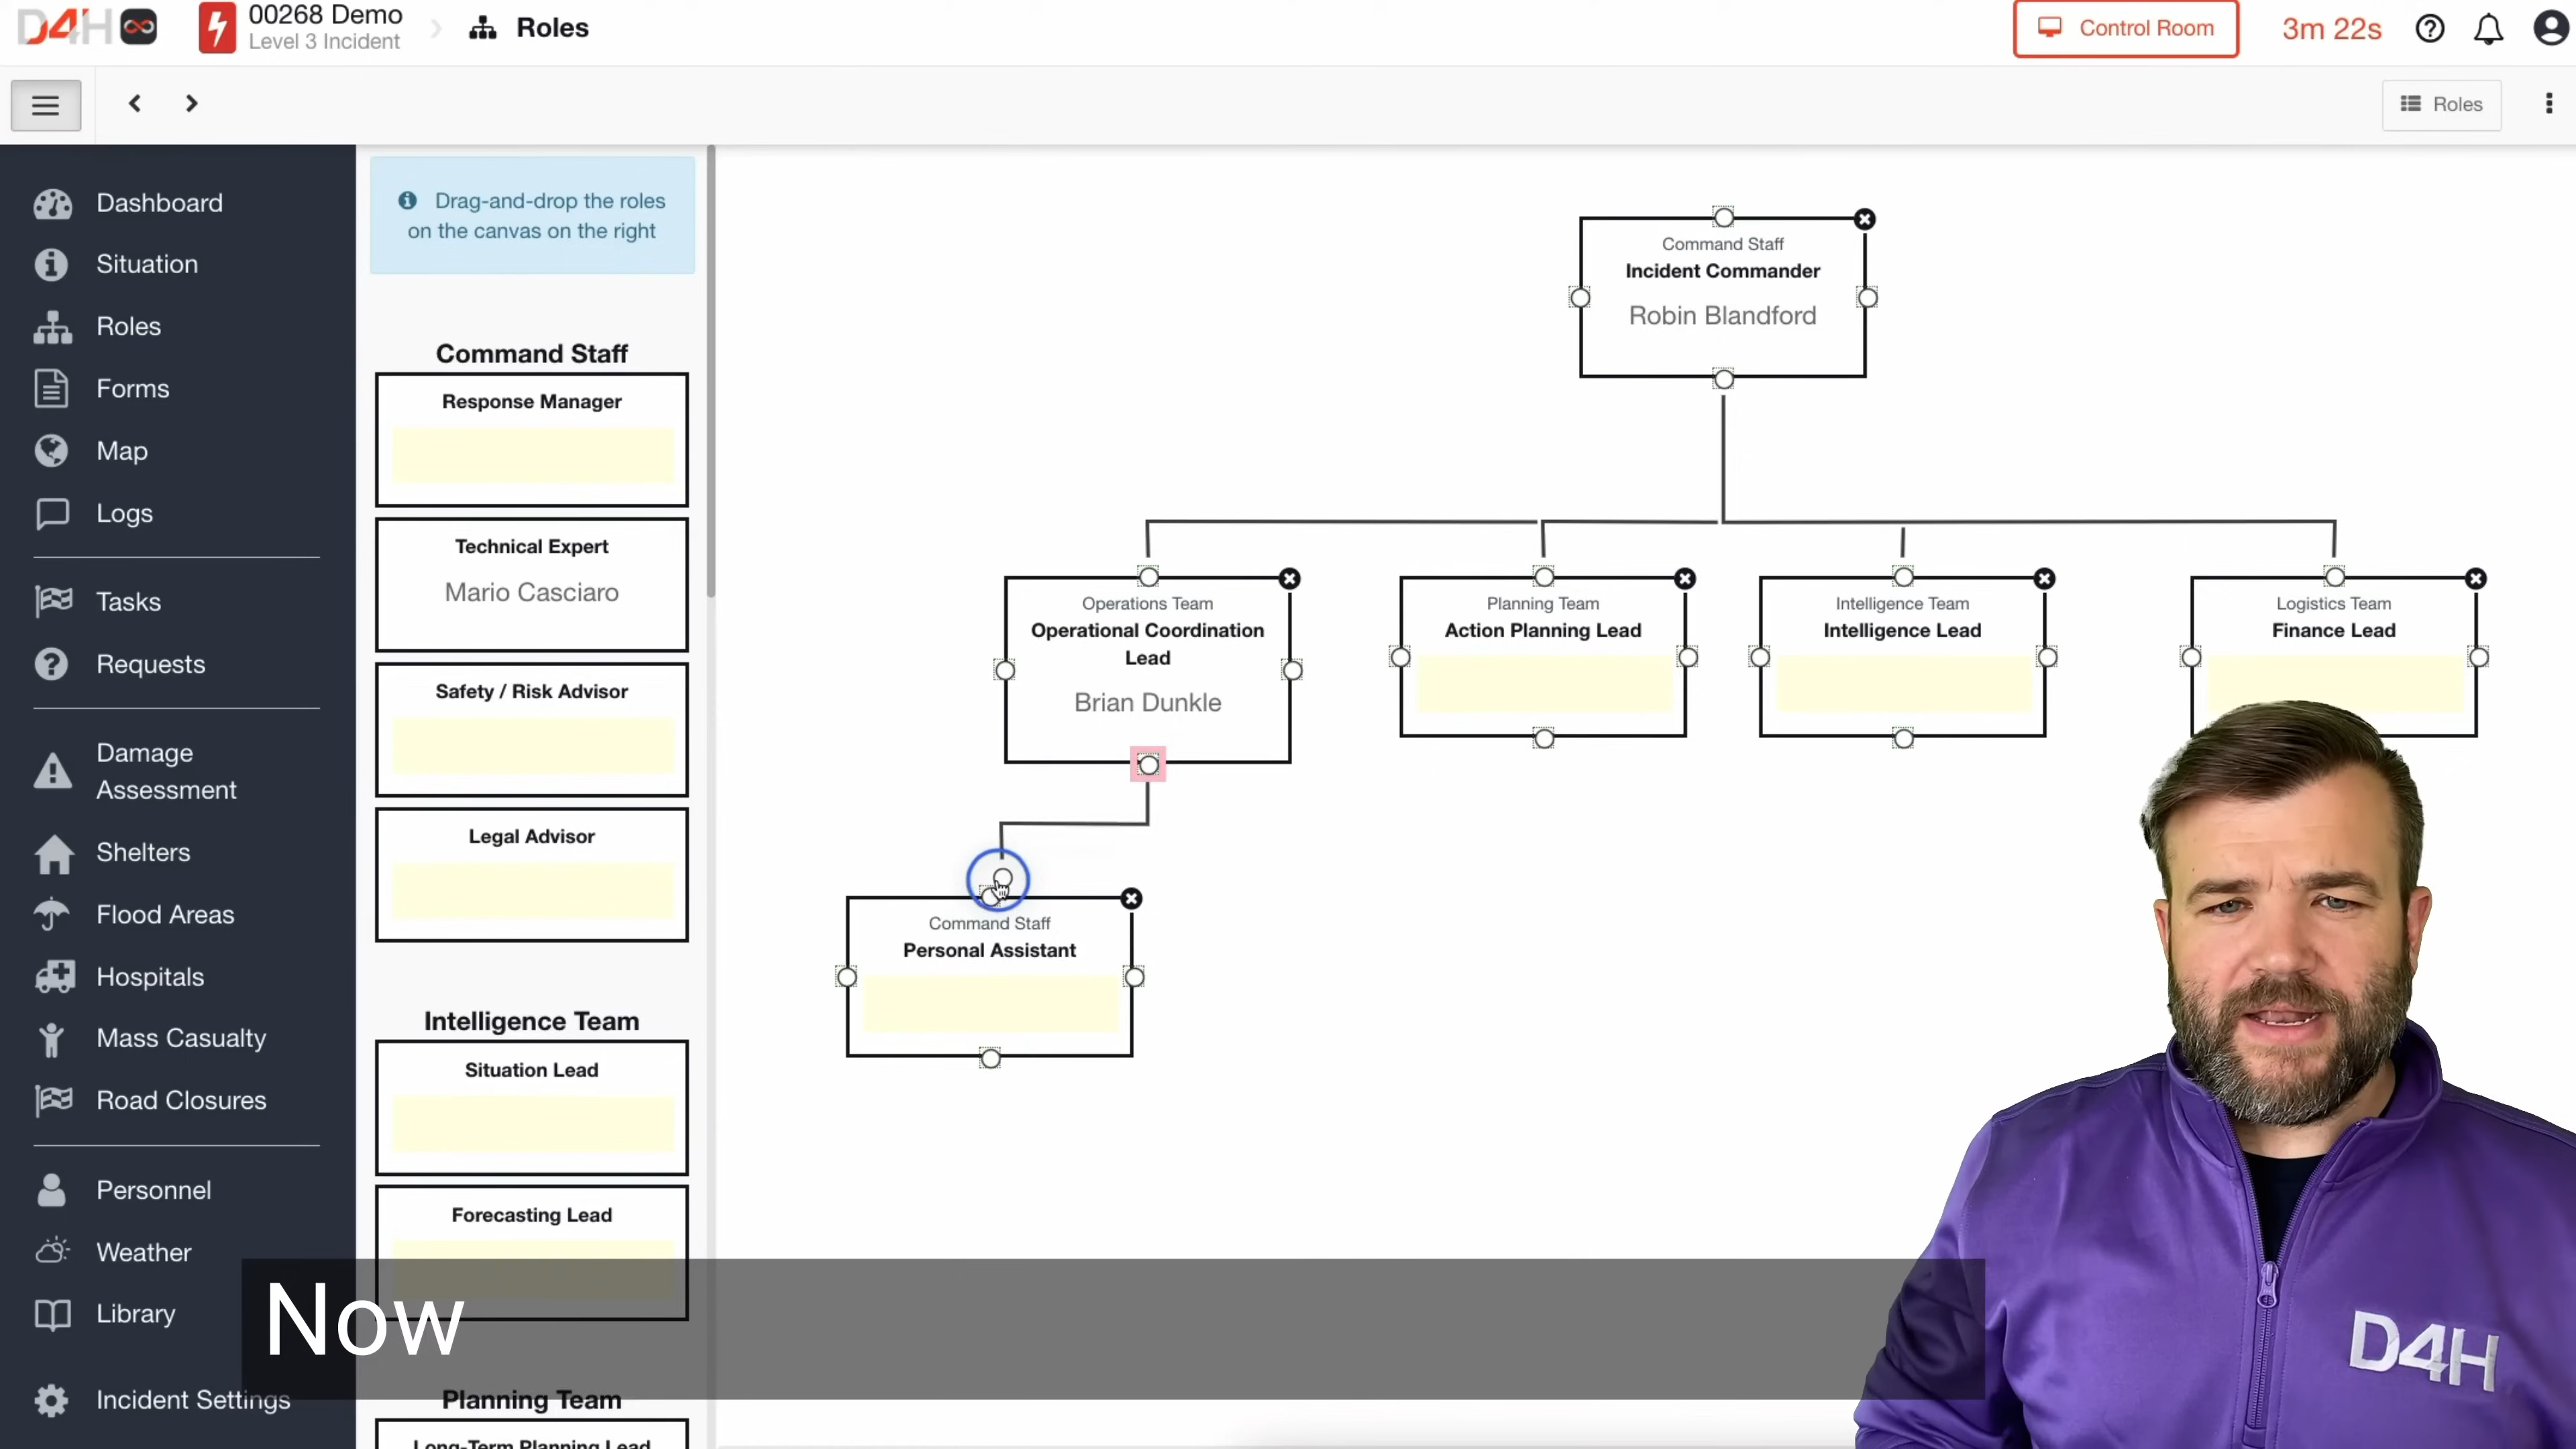 D4H
00268 Demo
Level 3 Incident
Roles
Control Room
3m 22s
Roles
Dashboard
Situation
Roles
Forms
Map
Logs
Tasks
Requests
Damage
Assessment
Shelters
Flood Areas
Hospitals
Mass Casualty
Road Closures
Personnel
Weather
Library
Incident Settings
Drag-and-drop the roles
on the canvas on the right
Command Staff
Response Manager
Technical Expert
Mario Casciaro
Safety / Risk Advisor
Legal Advisor
Intelligence Team
Situation Lead
Forecasting Lead
Planning Team
Long-Term Planning Lead
Command Staff
Incident Commander
Robin Blandford
Operations Team
Operational Coordination
Lead
Brian Dunkle
Planning Team
Action Planning Lead
Intelligence Team
Intelligence Lead
Logistics Team
Finance Lead
Command Staff
Personal Assistant
Now
D4H